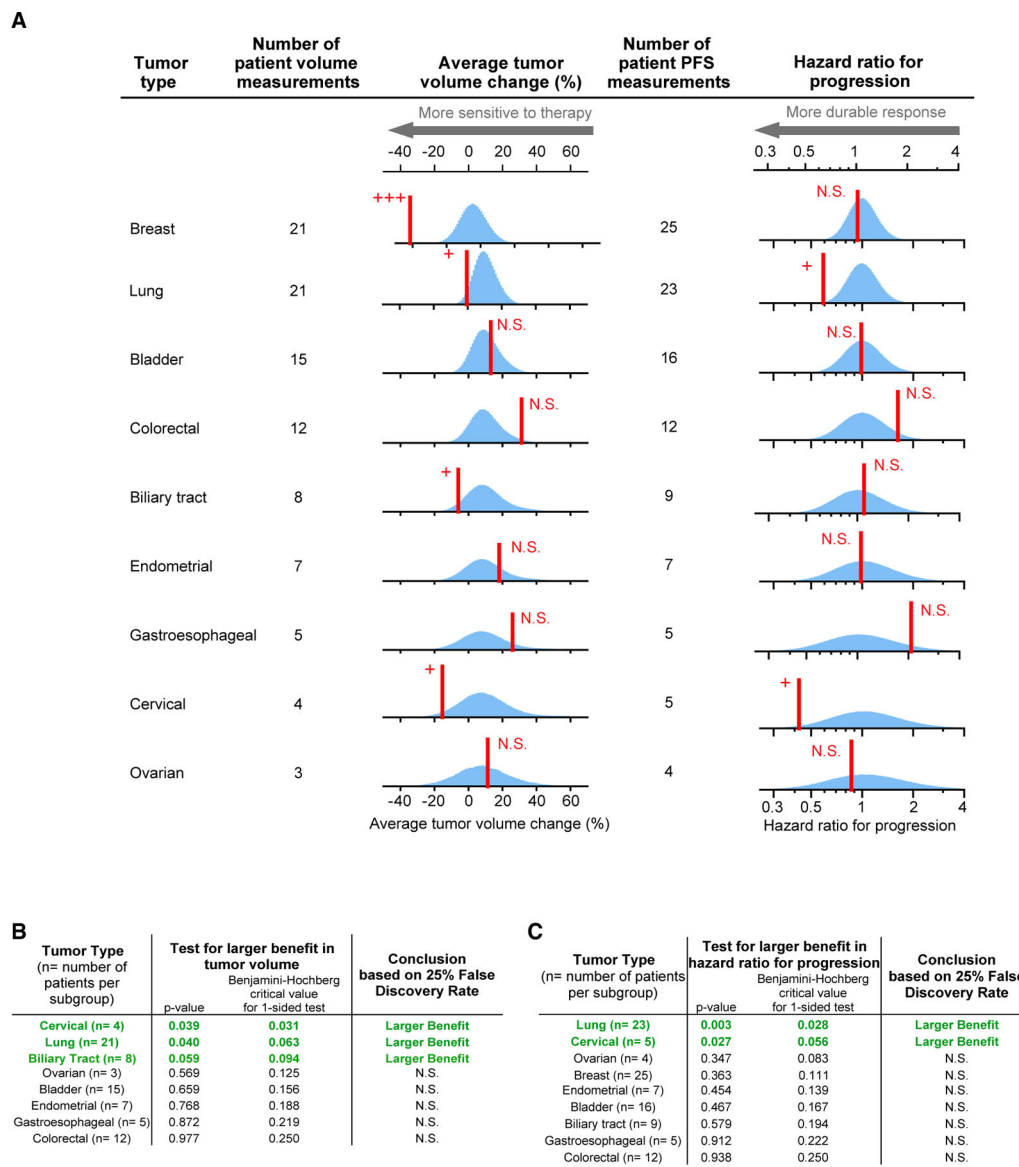 A
Tumor type
Number of patient volume measurements
Average tumor volume change (%)
Number of patient PFS measurements
Hazard ratio for progression
More sensitive to therapy
More durable response
-40 -20 0 20 40 60
0.3 0.5 1 2 4
Breast 21 +++ 25 N.S.
Lung 21 + 23 +
Bladder 15 N.S. 16 N.S.
Colorectal 12 N.S. 12 N.S.
Biliary tract 8 + 9 N.S.
Endometrial 7 N.S. 7 N.S.
Gastroesophageal 5 N.S. 5 N.S.
Cervical 4 + 5 +
Ovarian 3 N.S. 4 N.S.
-40 -20 0 20 40 60
0.3 0.5 1 2 4
Average tumor volume change (%)
Hazard ratio for progression
B
Tumor Type
(n= number of patients per subgroup)
Test for larger benefit in tumor volume
p-value
Benjamini-Hochberg critical value for 1-sided test
Conclusion based on 25% False Discovery Rate
Cervical (n= 4) 0.039 0.031 Larger Benefit
Lung (n= 21) 0.040 0.063 Larger Benefit
Biliary Tract (n= 8) 0.059 0.094 Larger Benefit
Ovarian (n= 3) 0.569 0.125 N.S.
Bladder (n= 15) 0.659 0.156 N.S.
Endometrial (n= 7) 0.768 0.188 N.S.
Gastroesophageal (n= 5) 0.872 0.219 N.S.
Colorectal (n= 12) 0.977 0.250 N.S.
C
Tumor Type
(n= number of patients per subgroup)
Test for larger benefit in hazard ratio for progression
p-value
Benjamini-Hochberg critical value for 1-sided test
Conclusion based on 25% False Discovery Rate
Lung (n= 23) 0.003 0.028 Larger Benefit
Cervical (n= 5) 0.027 0.056 Larger Benefit
Ovarian (n= 4) 0.347 0.083 N.S.
Breast (n= 25) 0.363 0.111 N.S.
Endometrial (n= 7) 0.454 0.139 N.S.
Bladder (n= 16) 0.467 0.167 N.S.
Biliary tract (n= 9) 0.579 0.194 N.S.
Gastroesophageal (n= 5) 0.912 0.222 N.S.
Colorectal (n= 12) 0.938 0.250 N.S.